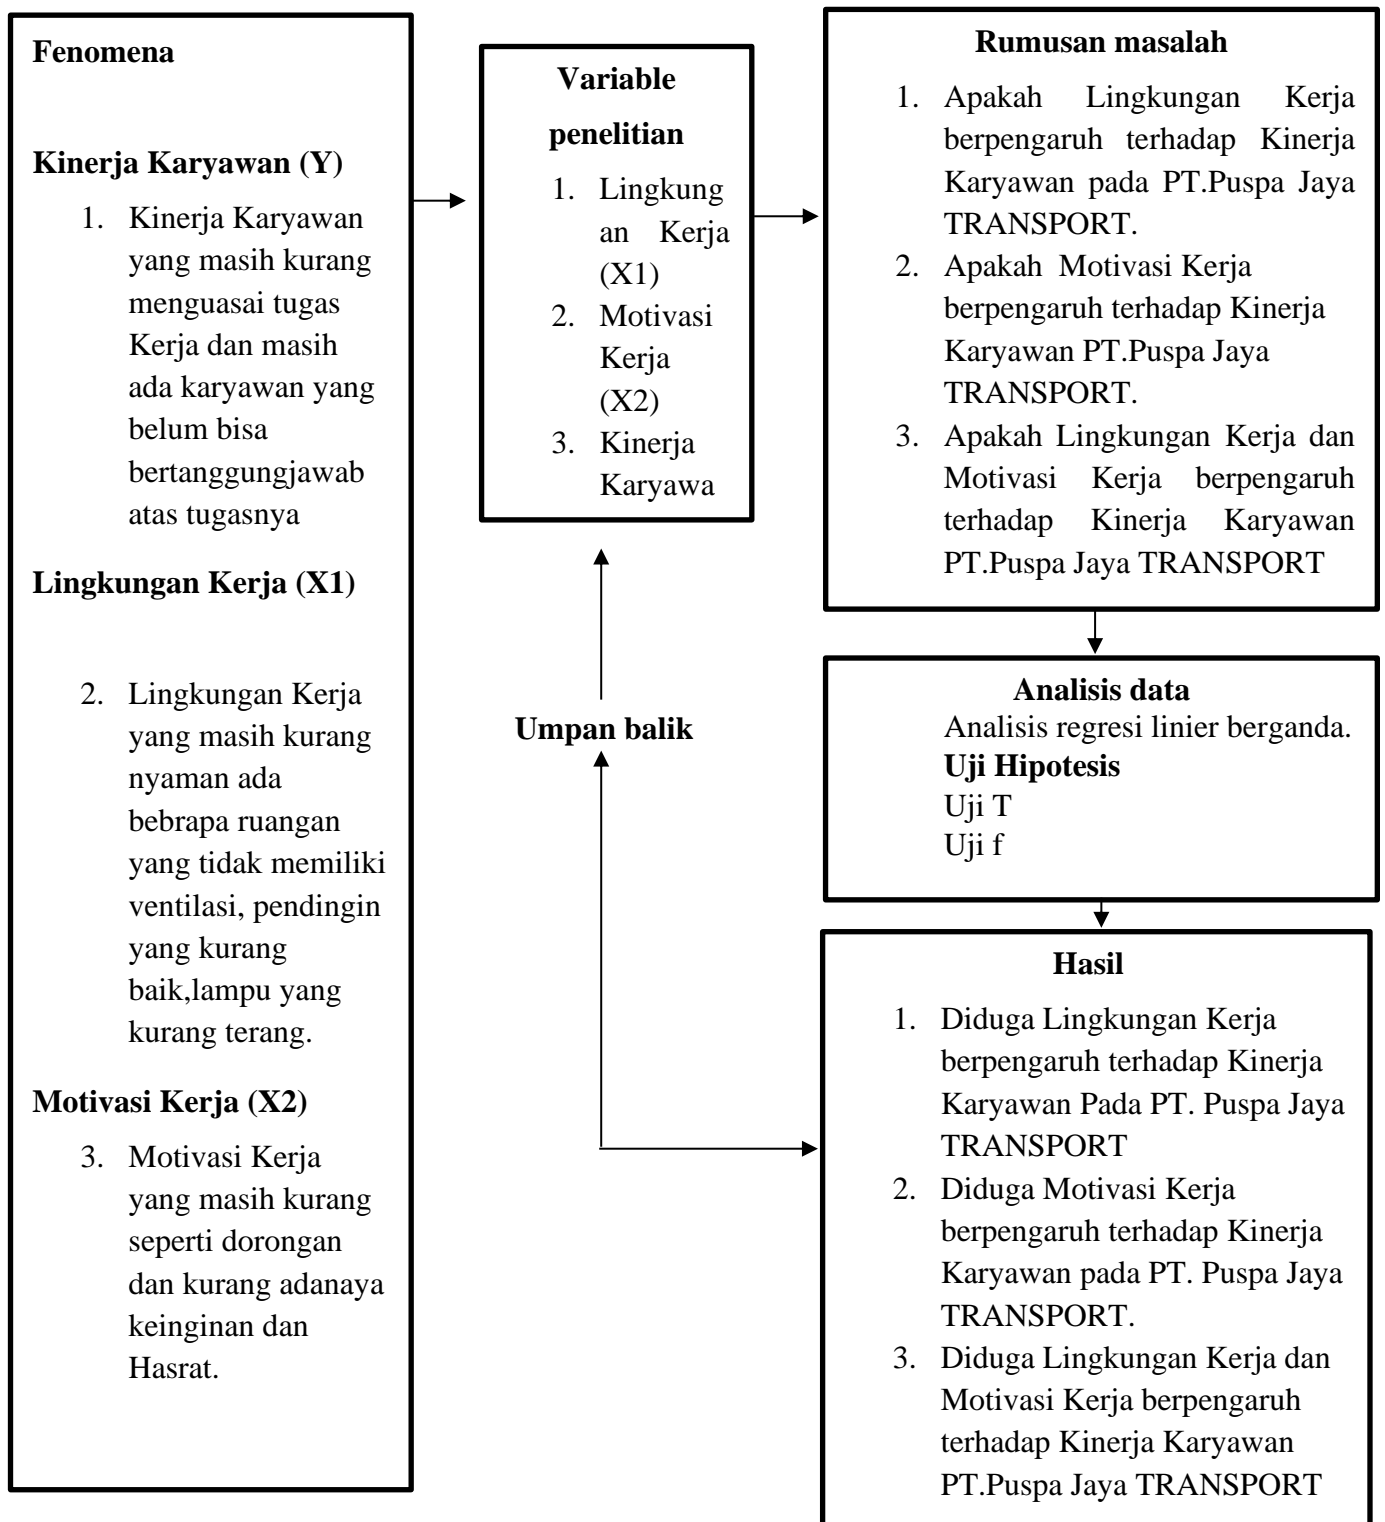 Fenomena
Kinerja Karyawan (Y)
1. Kinerja Karyawan
yang masih kurang
menguasai tugas
Kerja dan masih
ada karyawan yang
belum bisa
bertanggungjawab
atas tugasnya
Lingkungan Kerja (X1)
2. Lingkungan Kerja
yang masih kurang
nyaman ada
bebrapa ruangan
yang tidak memiliki
ventilasi, pendingin
yang kurang
baik,lampu yang
kurang terang.
Motivasi Kerja (X2)
3. Motivasi Kerja
yang masih kurang
seperti dorongan
dan kurang adanaya
keinginan dan
Hasrat.
Variable
penelitian
1. Lingkung
an Kerja
(X1)
2. Motivasi
Kerja
(X2)
3. Kinerja
Karyawa
Umpan balik
Rumusan masalah
1. Apakah Lingkungan Kerja
berpengaruh terhadap Kinerja
Karyawan pada PT.Puspa Jaya
TRANSPORT.
2. Apakah Motivasi Kerja
berpengaruh terhadap Kinerja
Karyawan PT.Puspa Jaya
TRANSPORT.
3. Apakah Lingkungan Kerja dan
Motivasi Kerja berpengaruh
terhadap Kinerja Karyawan
PT.Puspa Jaya TRANSPORT
Analisis data
Analisis regresi linier berganda.
Uji Hipotesis
Uji T
Uji f
Hasil
1. Diduga Lingkungan Kerja
berpengaruh terhadap Kinerja
Karyawan Pada PT. Puspa Jaya
TRANSPORT
2. Diduga Motivasi Kerja
berpengaruh terhadap Kinerja
Karyawan pada PT. Puspa Jaya
TRANSPORT.
3. Diduga Lingkungan Kerja dan
Motivasi Kerja berpengaruh
terhadap Kinerja Karyawan
PT.Puspa Jaya TRANSPORT